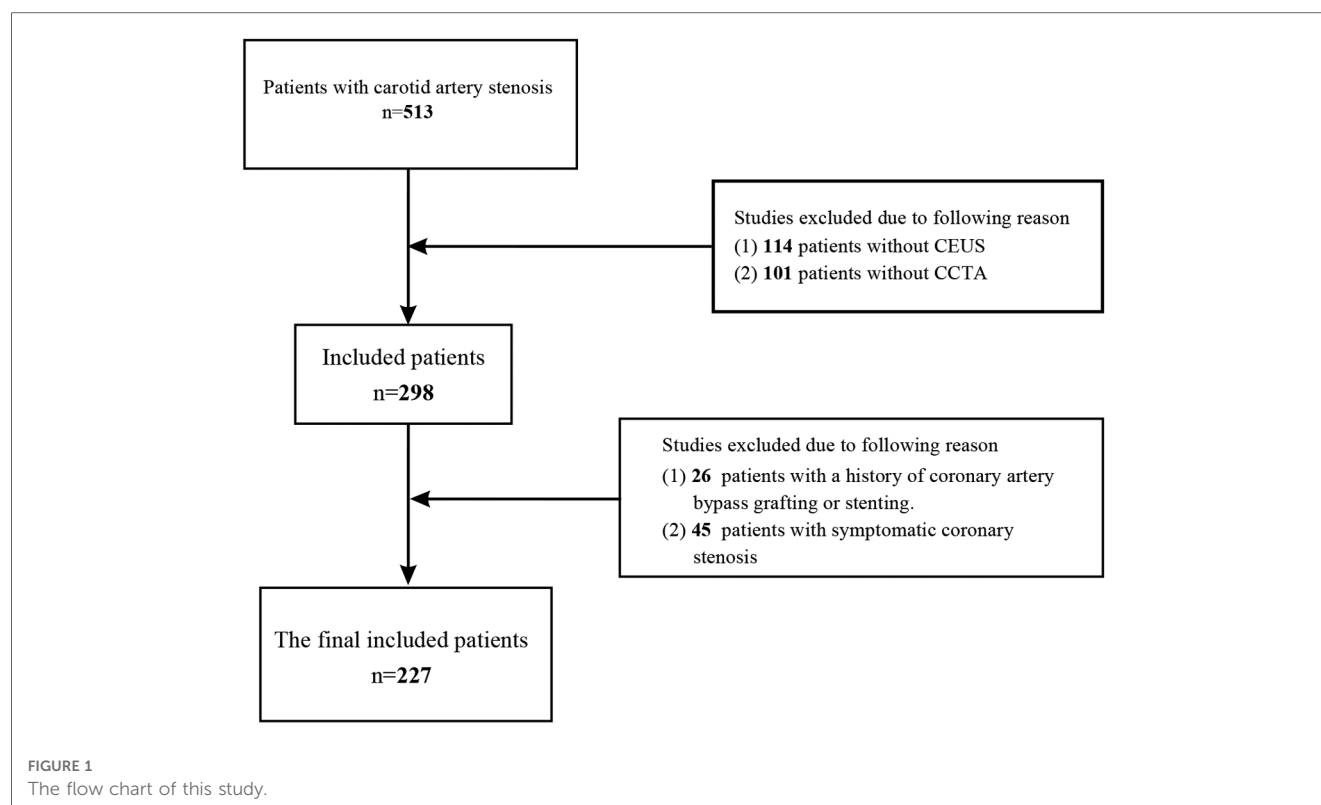 Patients with carotid artery stenosis
n=513
Studies excluded due to following reason
(1) 114 patients without CEUS
(2) 101 patients without CCTA
Included patients
n=298
Studies excluded due to following reason
(1) 26 patients with a history of coronary artery
bypass grafting or stenting.
(2) 45 patients with symptomatic coronary
stenosis
The final included patients
n=227
FIGURE 1
The flow chart of this study.